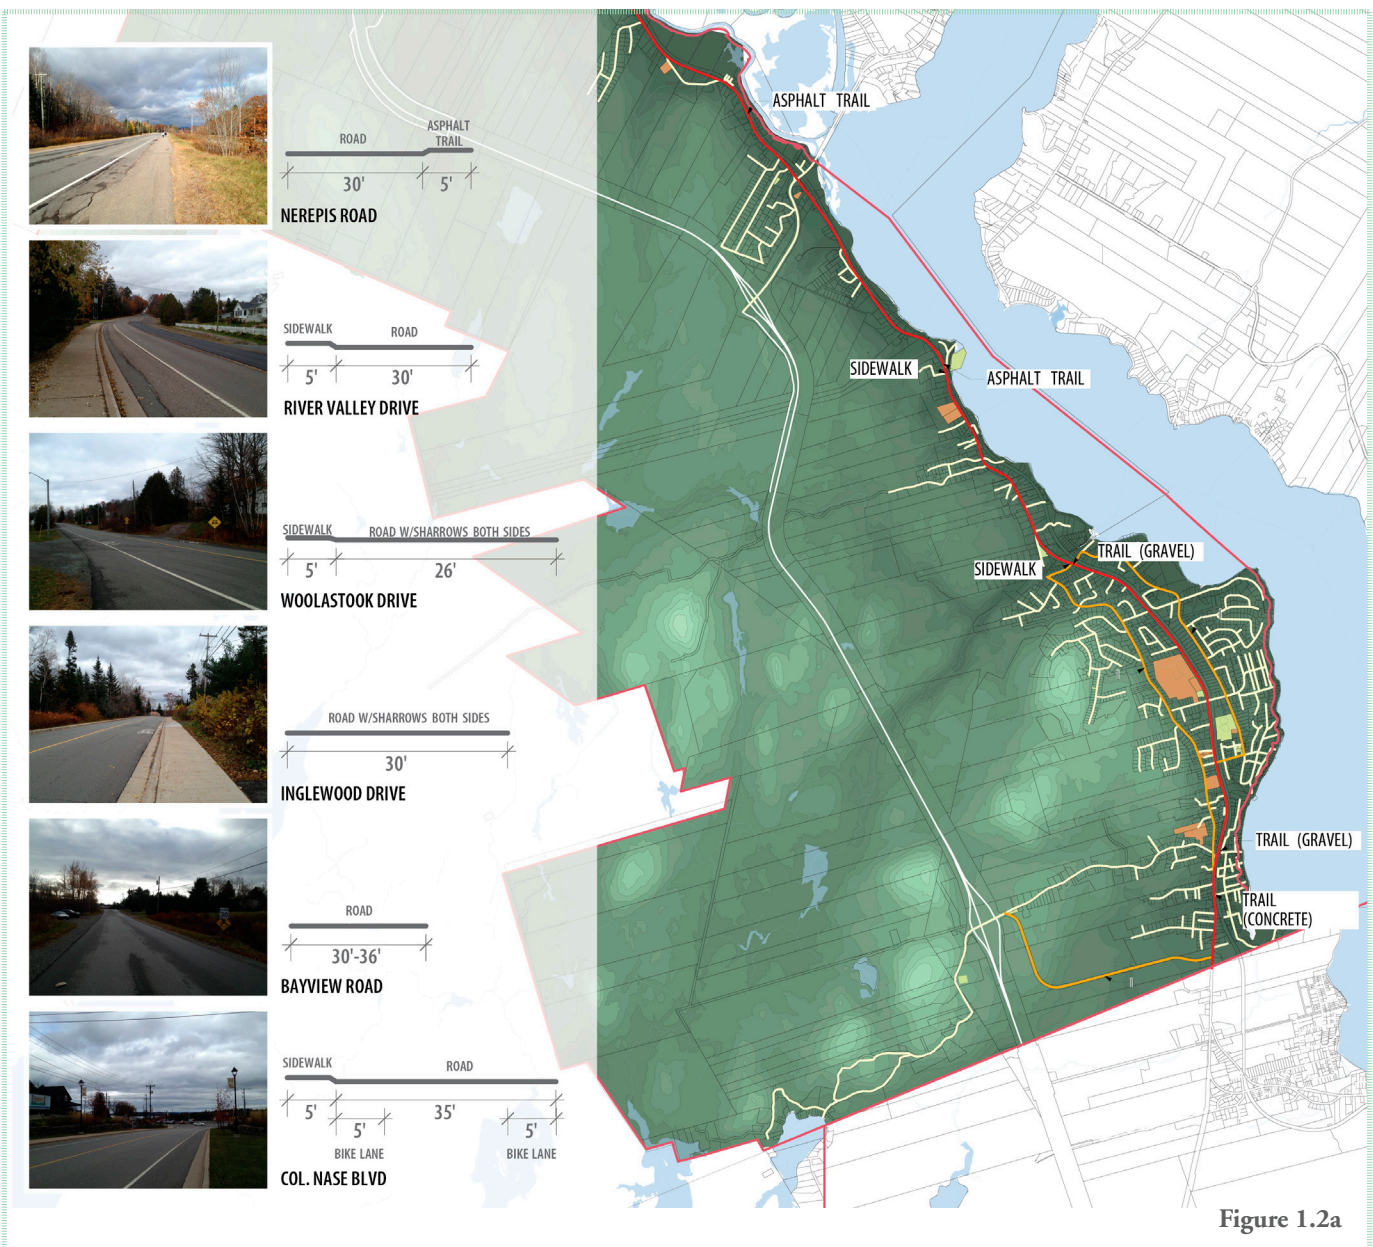 ROAD
ASPHALT
TRAIL
30'
5'
NEREPIS ROAD
SIDEWALK
ROAD
5'
30'
RIVER VALLEY DRIVE
SIDEWALK
ROAD W/SHARROWS BOTH SIDES
5'
26'
WOOLASTOOK DRIVE
ROAD W/SHARROWS BOTH SIDES
30'
INGLEWOOD DRIVE
ROAD
30'-36'
BAYVIEW ROAD
SIDEWALK
ROAD
5'
35'
5'
5'
BIKE LANE
BIKE LANE
COL. NASE BLVD
ASPHALT TRAIL
SIDEWALK
ASPHALT TRAIL
TRAIL (GRAVEL)
SIDEWALK
TRAIL (GRAVEL)
TRAIL
(CONCRETE)
Figure 1.2a